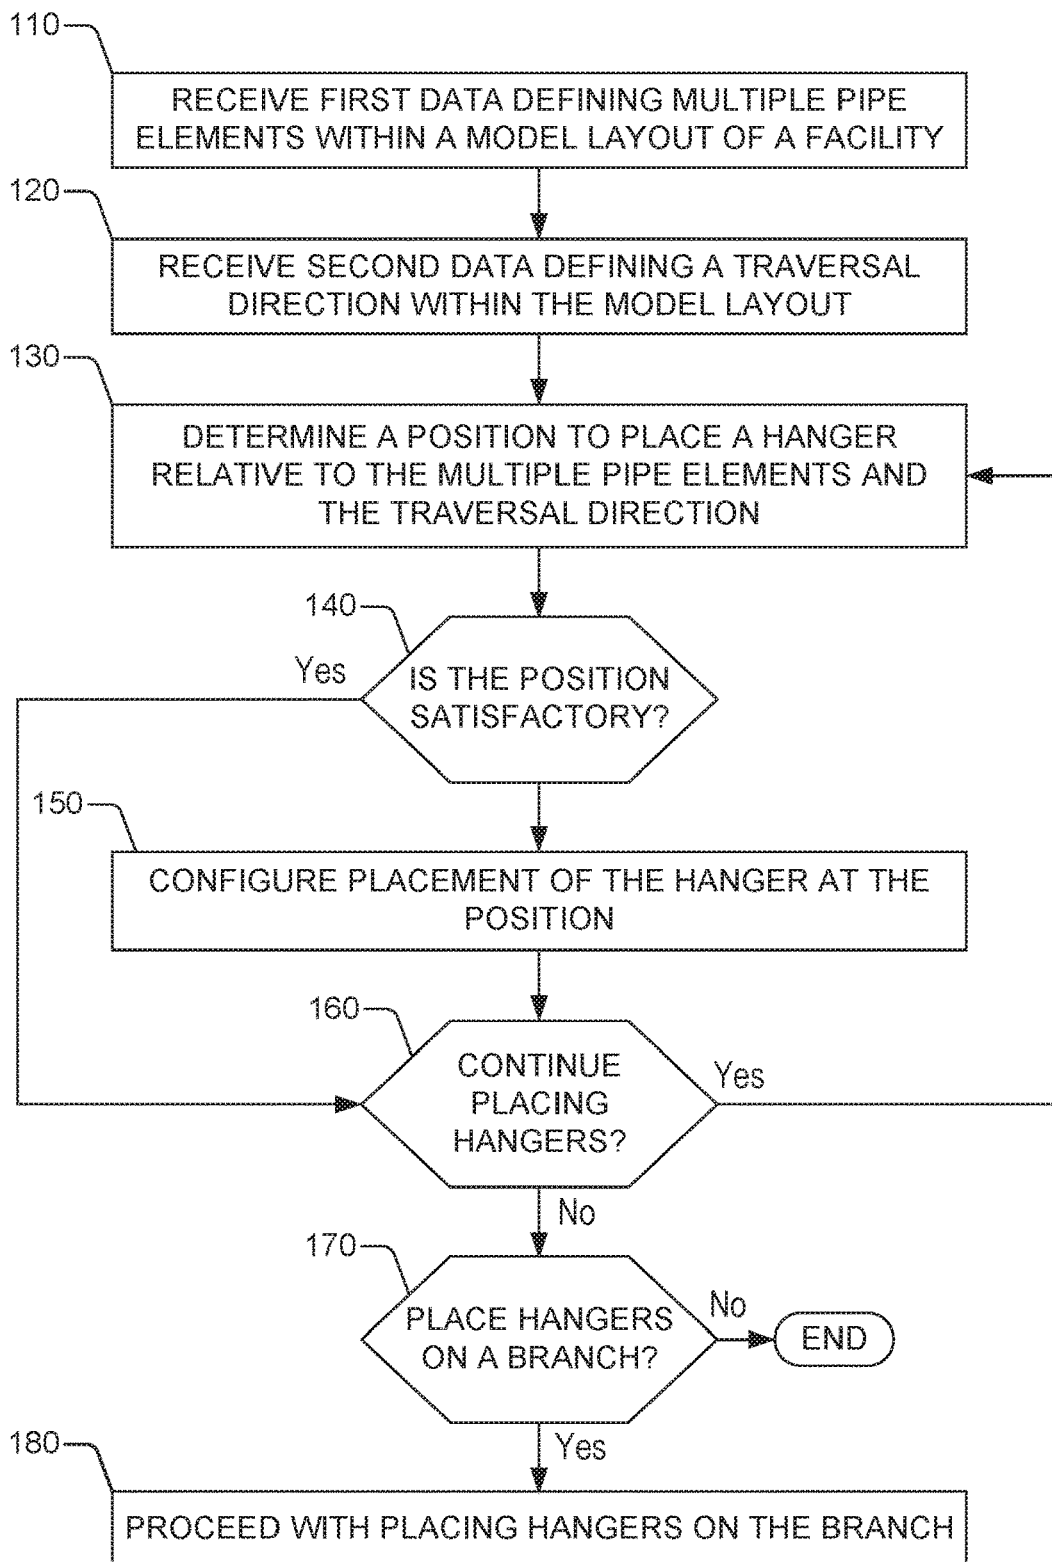 110
RECEIVE FIRST DATA DEFINING MULTIPLE PIPE
ELEMENTS WITHIN A MODEL LAYOUT OF A FACILITY
120
RECEIVE SECOND DATA DEFINING A TRAVERSAL
DIRECTION WITHIN THE MODEL LAYOUT
130
DETERMINE A POSITION TO PLACE A HANGER
RELATIVE TO THE MULTIPLE PIPE ELEMENTS AND
THE TRAVERSAL DIRECTION
140
Yes
IS THE POSITION
SATISFACTORY?
150
CONFIGURE PLACEMENT OF THE HANGER AT THE
POSITION
160
CONTINUE
PLACING
HANGERS?
Yes
No
170
PLACE HANGERS
ON A BRANCH?
No
END
Yes
180
PROCEED WITH PLACING HANGERS ON THE BRANCH